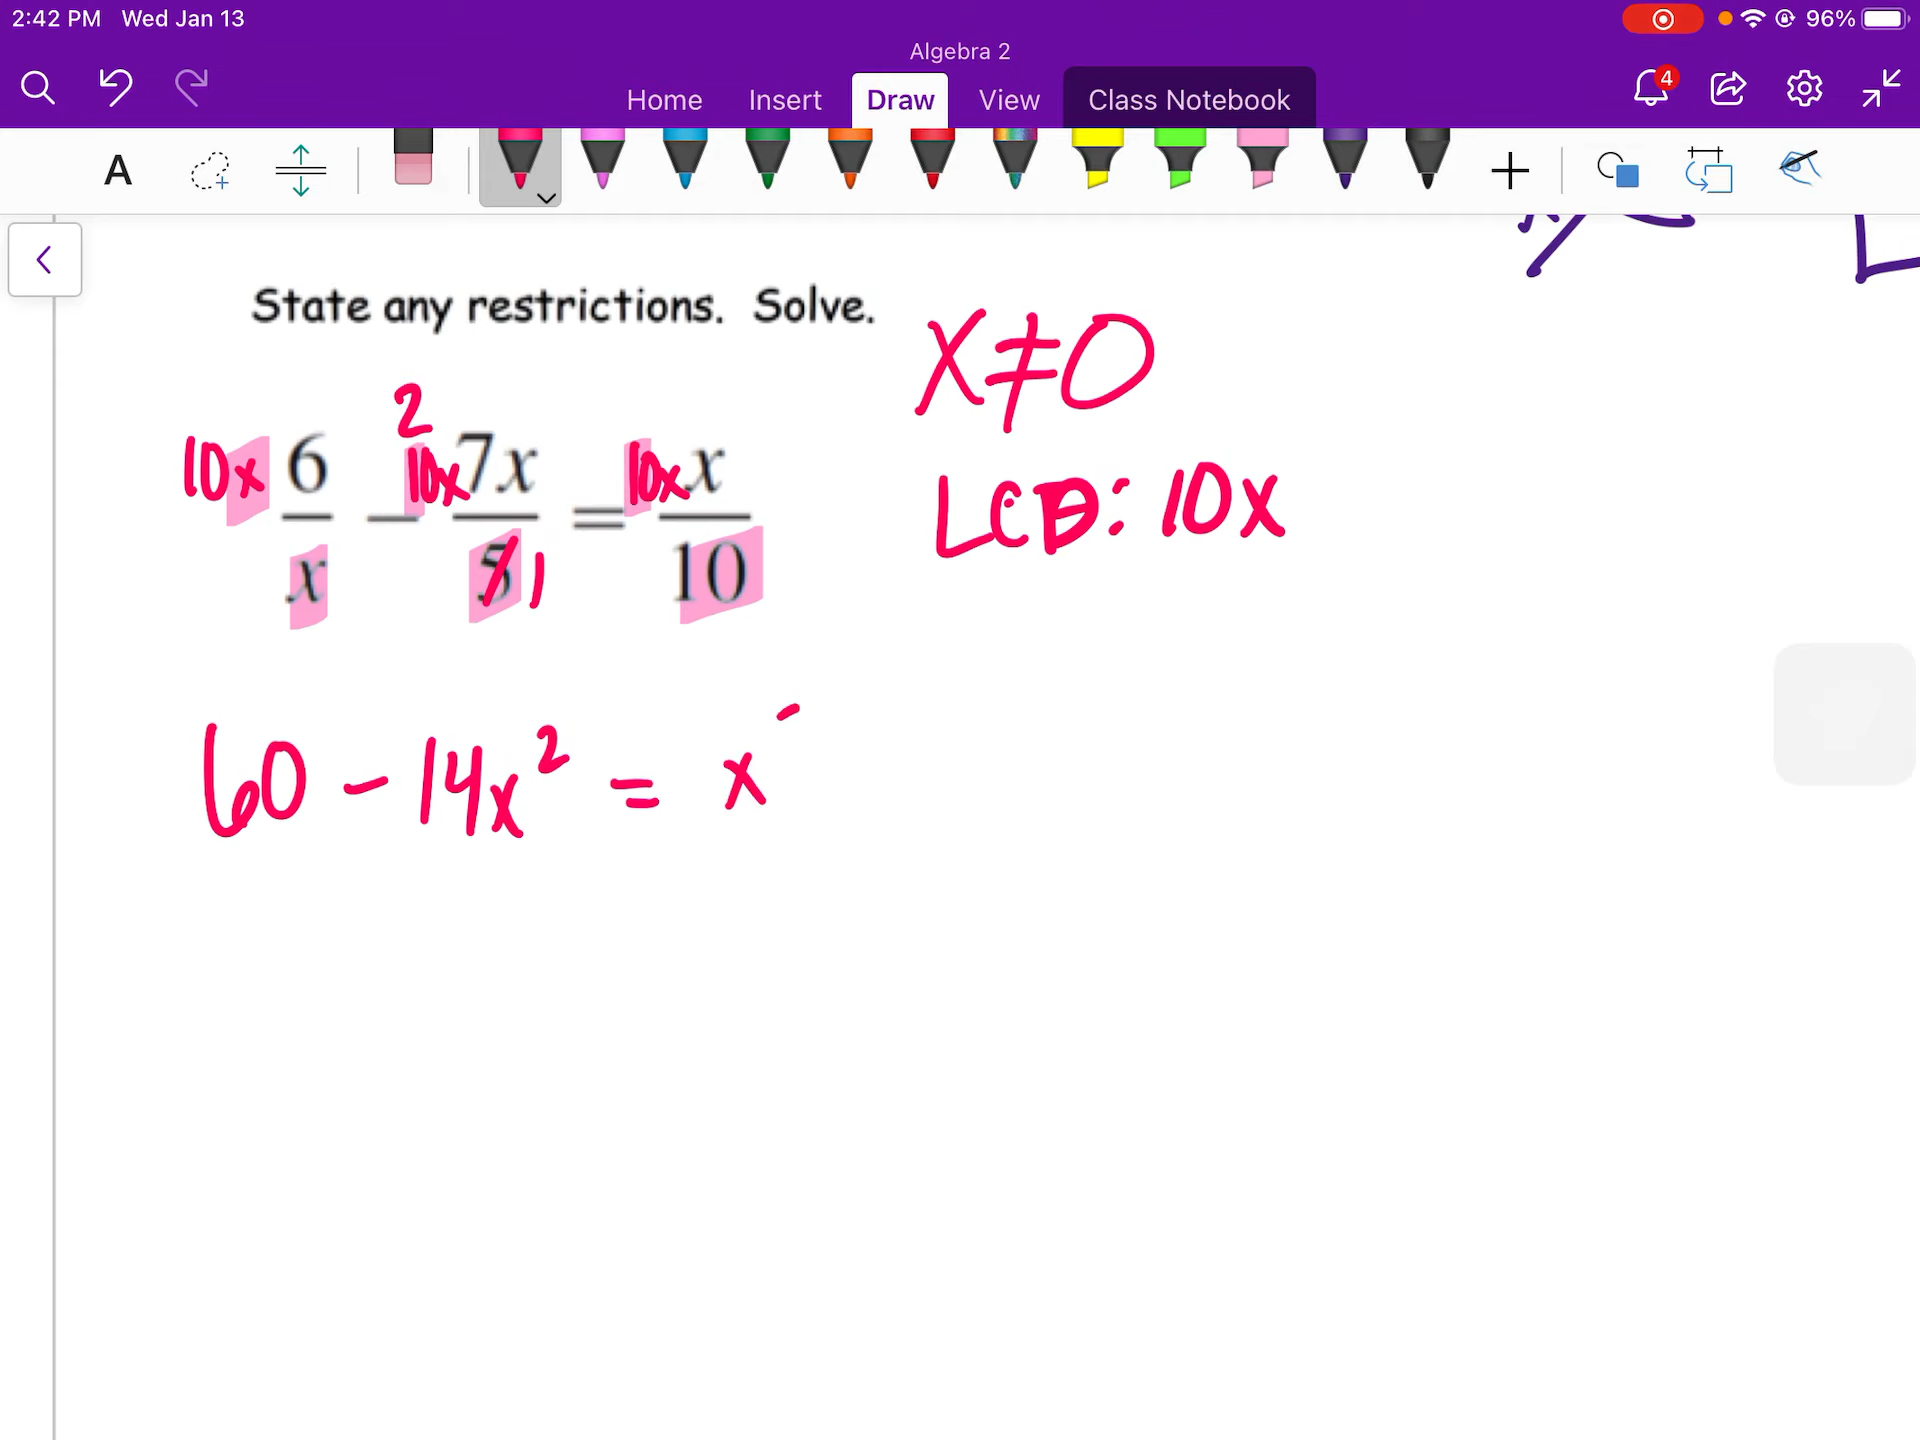 2:42 PM Wed Jan 13
96%
Algebra 2
Home Insert Draw View Class Notebook
4
A
State any restrictions. Solve.
x ≠ 0
10x 6/x - 2 10x 7x/5 1 = 10x x/10
LCD: 10x
60 - 14x² = x